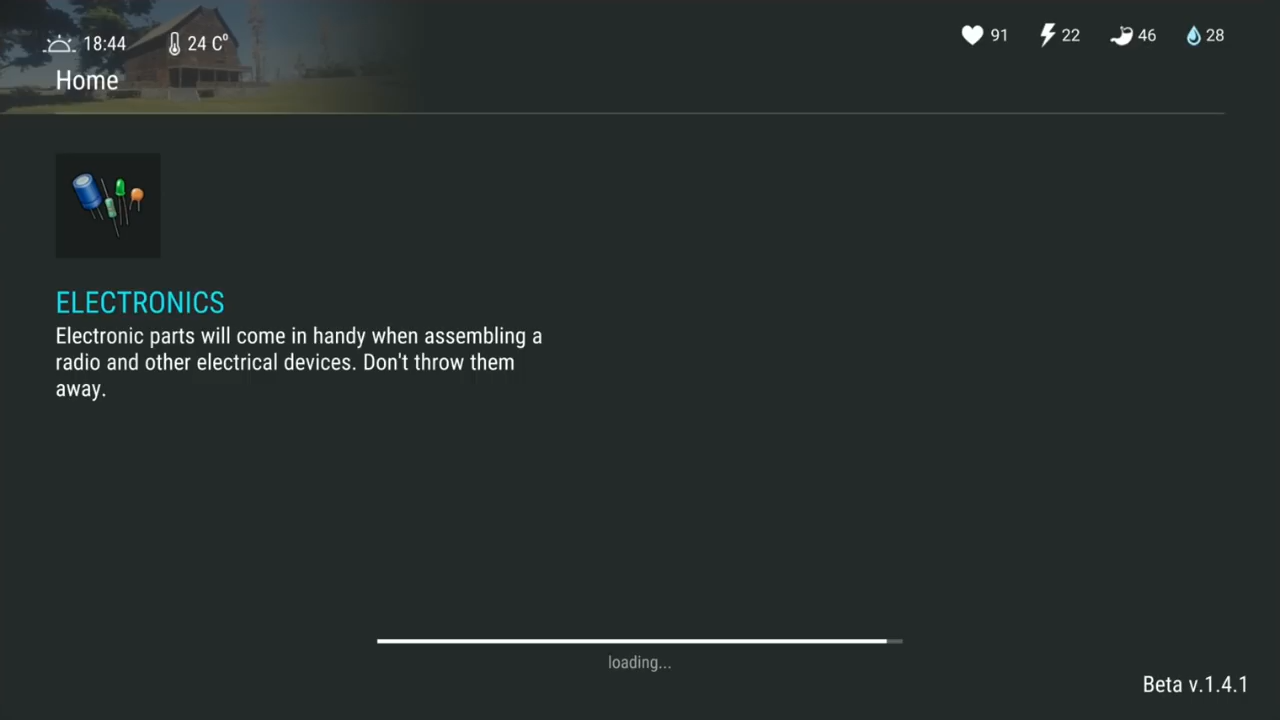 18:44 24 C°
91 22 46 28
Home
ELECTRONICS
Electronic parts will come in handy when assembling a
radio and other electrical devices. Don't throw them
away.
loading...
Beta v.1.4.1